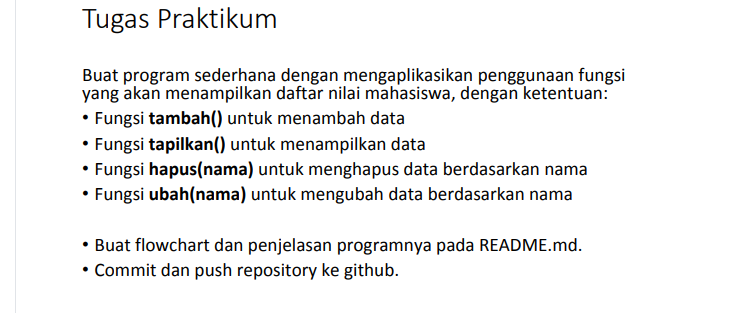 Tugas Praktikum
Buat program sederhana dengan mengaplikasikan penggunaan fungsi
yang akan menampilkan daftar nilai mahasiswa, dengan ketentuan:
• Fungsi tambah() untuk menambah data
• Fungsi tapilkan() untuk menampilkan data
• Fungsi hapus(nama) untuk menghapus data berdasarkan nama
• Fungsi ubah(nama) untuk mengubah data berdasarkan nama
• Buat flowchart dan penjelasan programnya pada README.md.
• Commit dan push repository ke github.